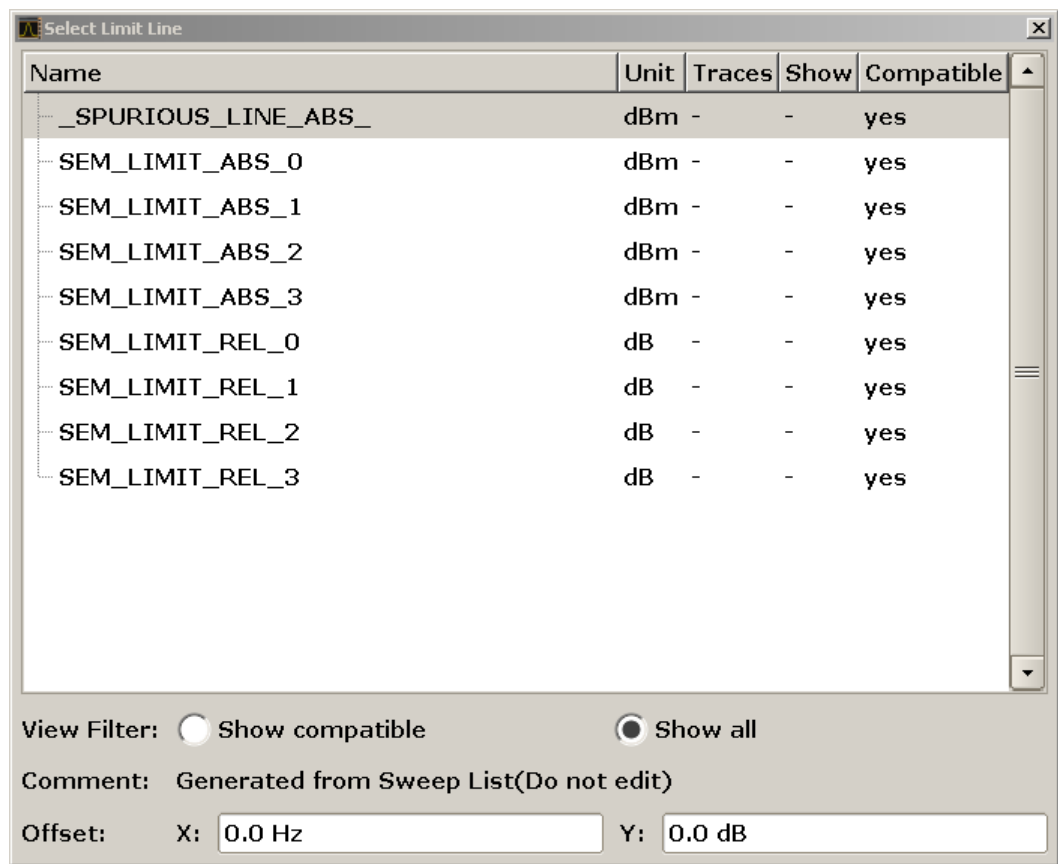 Select Limit Line
Name Unit Traces Show Compatible
_SPURIOUS_LINE_ABS_ dBm - - yes
SEM_LIMIT_ABS_0 dBm - - yes
SEM_LIMIT_ABS_1 dBm - - yes
SEM_LIMIT_ABS_2 dBm - - yes
SEM_LIMIT_ABS_3 dBm - - yes
SEM_LIMIT_REL_0 dB - - yes
SEM_LIMIT_REL_1 dB - - yes
SEM_LIMIT_REL_2 dB - - yes
SEM_LIMIT_REL_3 dB - - yes
View Filter: Show compatible Show all
Comment: Generated from Sweep List(Do not edit)
Offset: X: 0.0 Hz Y: 0.0 dB